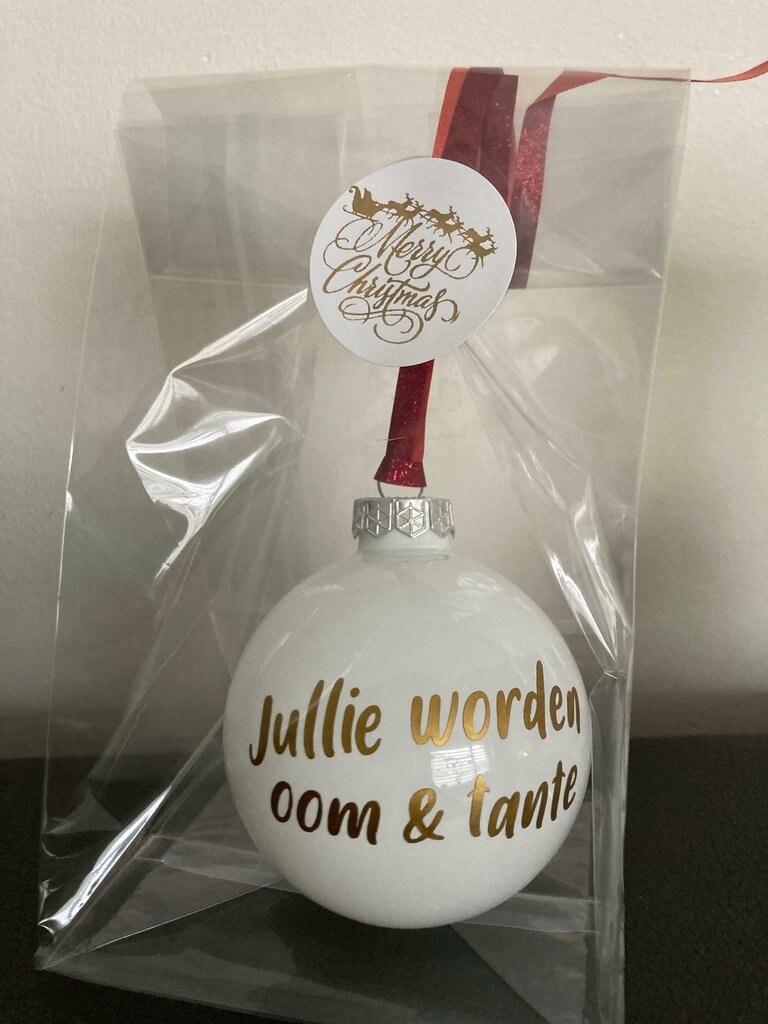 Merry
Christmas
Jullie worden
oom & tante